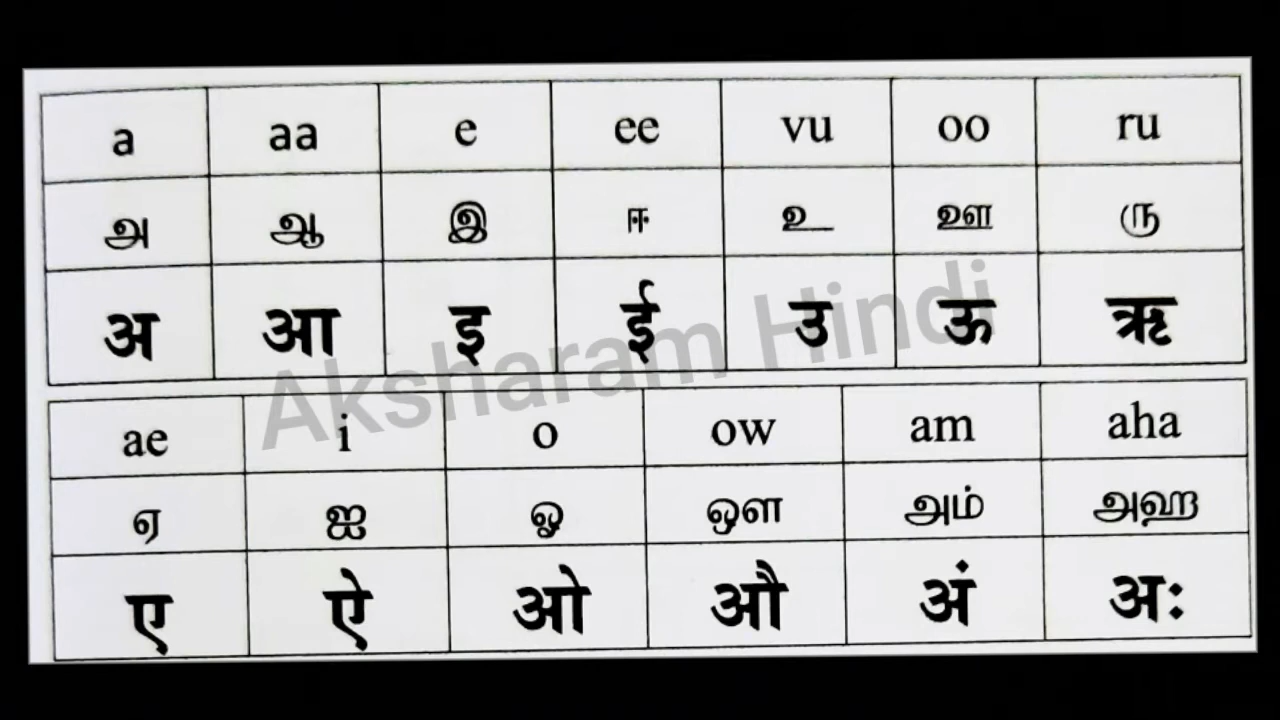 a aa e ee vu oo ru
அ ஆ இ ஈ உ ஊ ரு
अ आ इ ई उ ऊ ऋ
Aksharam Hindi
ae i o ow am aha
ஏ ஐ ஓ ஔ அம் அஹ
ए ऐ ओ औ अं अः